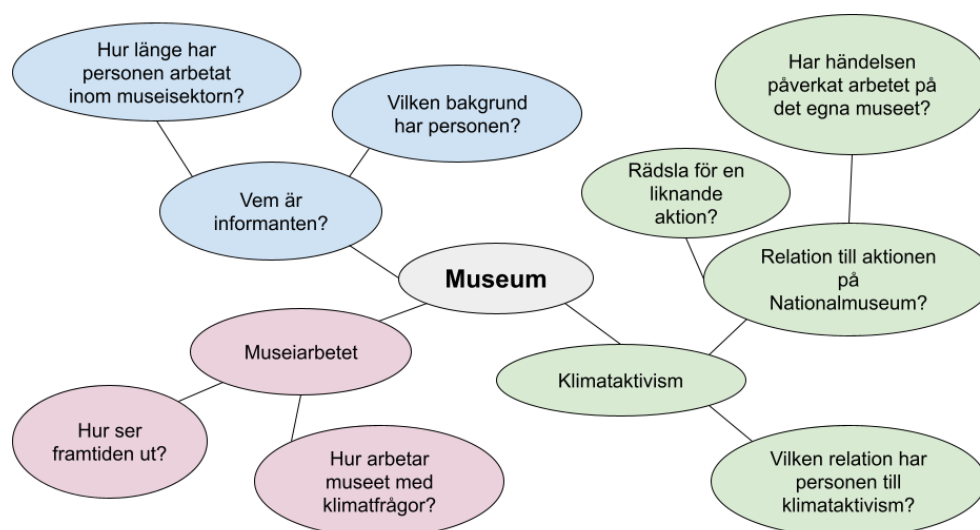 Hur länge har
personen arbetat
inom museisektorn?
Vilken bakgrund
har personen?
Vem är
informanten?
Har händelsen
påverkat arbetet på
det egna museet?
Rädsla för en
liknande
aktion?
Relation till aktionen
på
Nationalmuseum?
Museum
Museiarbetet
Klimataktivism
Hur ser
framtiden ut?
Hur arbetar
museet med
klimatfrågor?
Vilken relation har
personen till
klimataktivism?